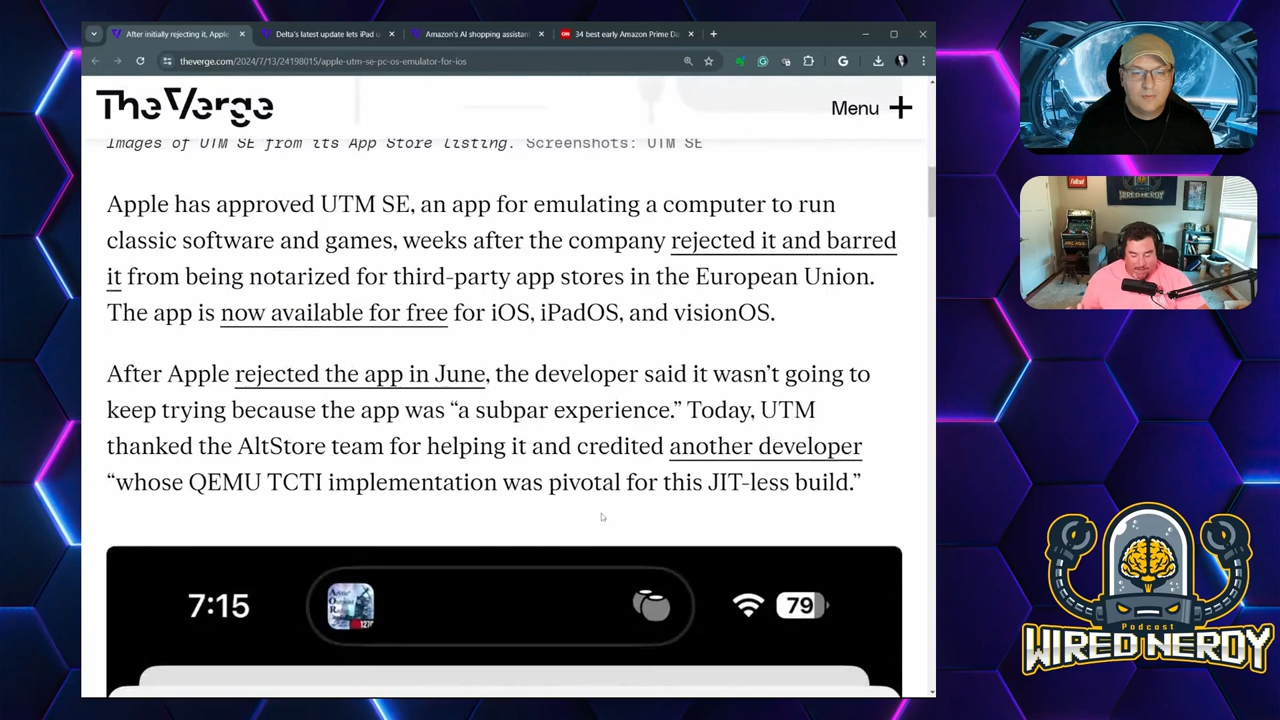 After initially rejecting it, Apple
Delta's latest update lets iPad u
Amazon's AI shopping assistant
34 best early Amazon Prime Da
theverge.com/2024/7/13/24198015/apple-utm-se-pc-os-emulator-for-ios
TheVerge
Menu
Images of UTM SE from its App Store listing. Screenshots: UTM SE
Apple has approved UTM SE, an app for emulating a computer to run
classic software and games, weeks after the company rejected it and barred
it from being notarized for third-party app stores in the European Union.
The app is now available for free for iOS, iPadOS, and visionOS.
After Apple rejected the app in June, the developer said it wasn't going to
keep trying because the app was “a subpar experience.” Today, UTM
thanked the AltStore team for helping it and credited another developer
“whose QEMU TCTI implementation was pivotal for this JIT-less build.”
7:15
79
Fallout
WIRED NERDY
Podcast
WIRED NERDY